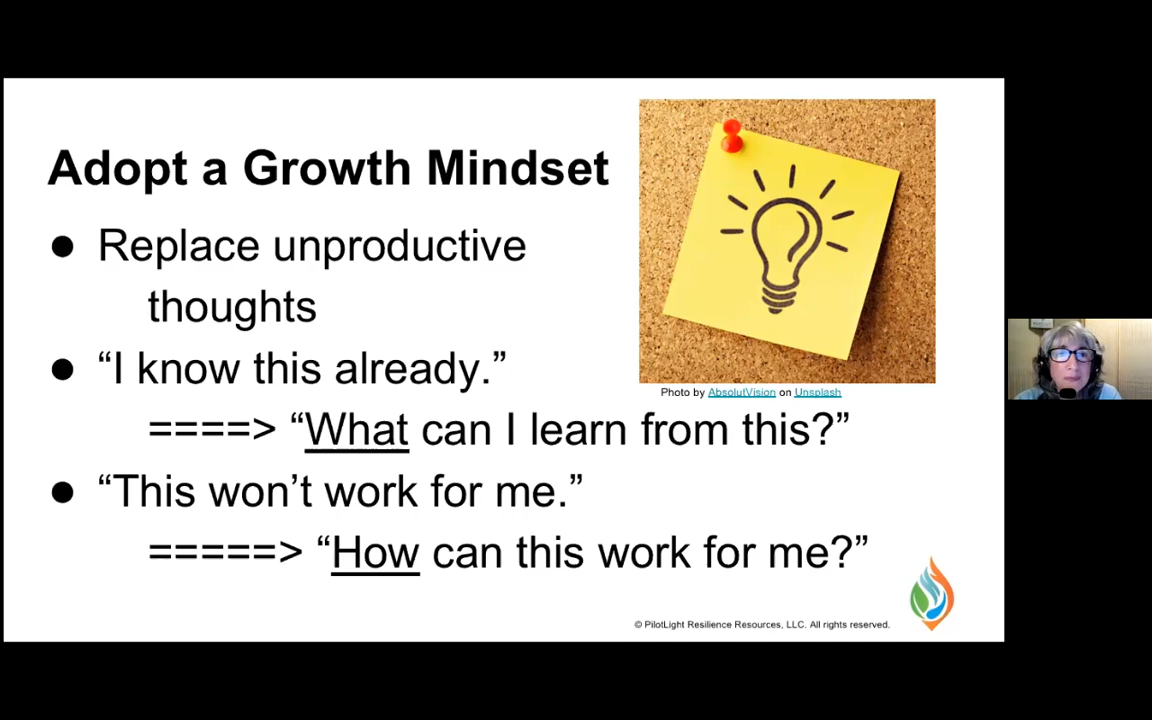 Adopt a Growth Mindset
● Replace unproductive
thoughts
● “I know this already.”
====> “What can I learn from this?”
● “This won’t work for me.”
=====> “How can this work for me?”
Photo by AbsolutVision on Unsplash
© PilotLight Resilience Resources, LLC. All rights reserved.